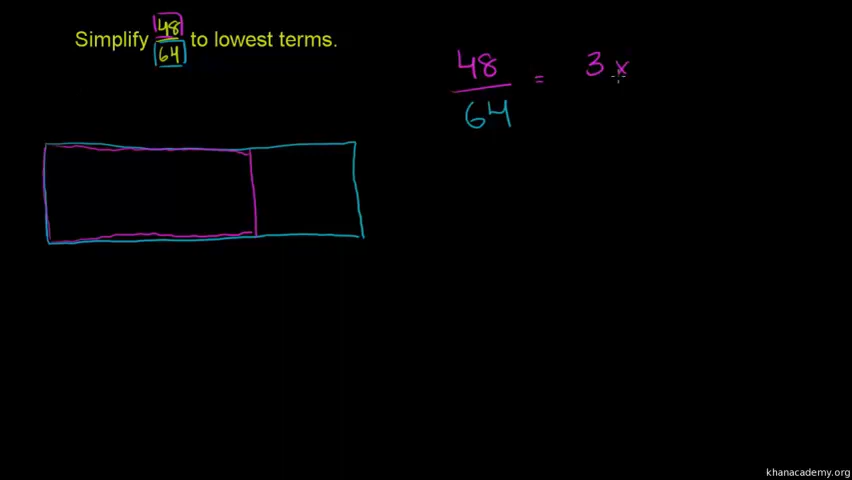 Simplify 48/64 to lowest terms.
48/64 = 3 x
khanacademy.org